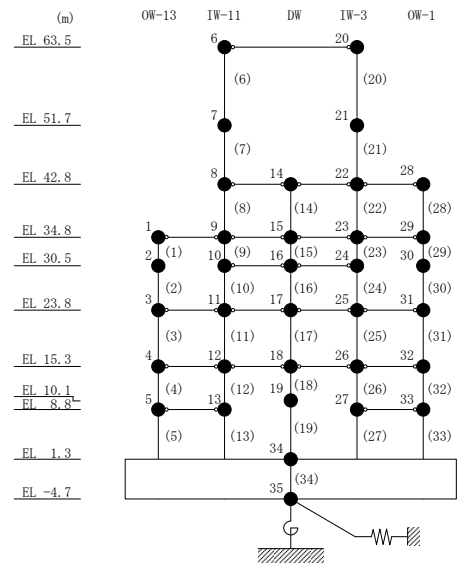 (m) OW-13 IW-11 DW IW-3 OW-1
6 20
EL 63.5
(6) (20)
7 21
EL 51.7
(7) (21)
8 14 22 28
EL 42.8
(8) (14) (22) (28)
1 9 15 23 29
EL 34.8
(1) (9) (15) (23) (29)
2 10 16 24 30
EL 30.5
(2) (10) (16) (24) (30)
3 11 17 25 31
EL 23.8
(3) (11) (17) (25) (31)
4 12 18 26 32
EL 15.3
(4) (12) (18) (26) (32)
EL 10.1 19
5 13 27 33
EL 8.8
(5) (13) (19) (27) (33)
34
EL 1.3
(34)
35
EL -4.7